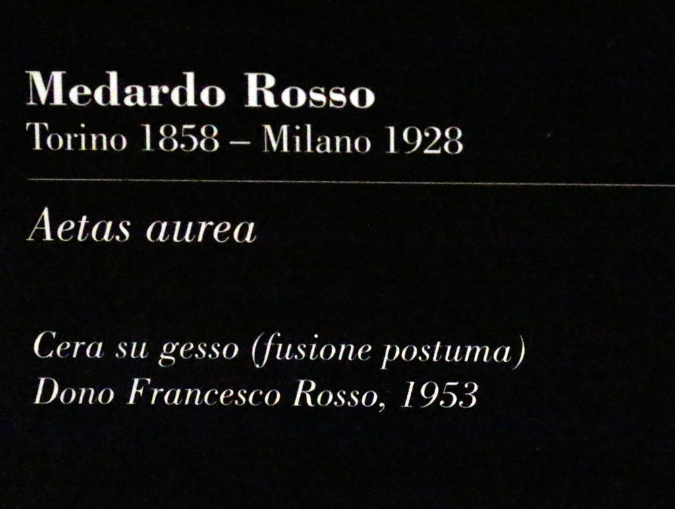 Medardo Rosso
Torino 1858 – Milano 1928
Aetas aurea
Cera su gesso (fusione postuma)
Dono Francesco Rosso, 1953